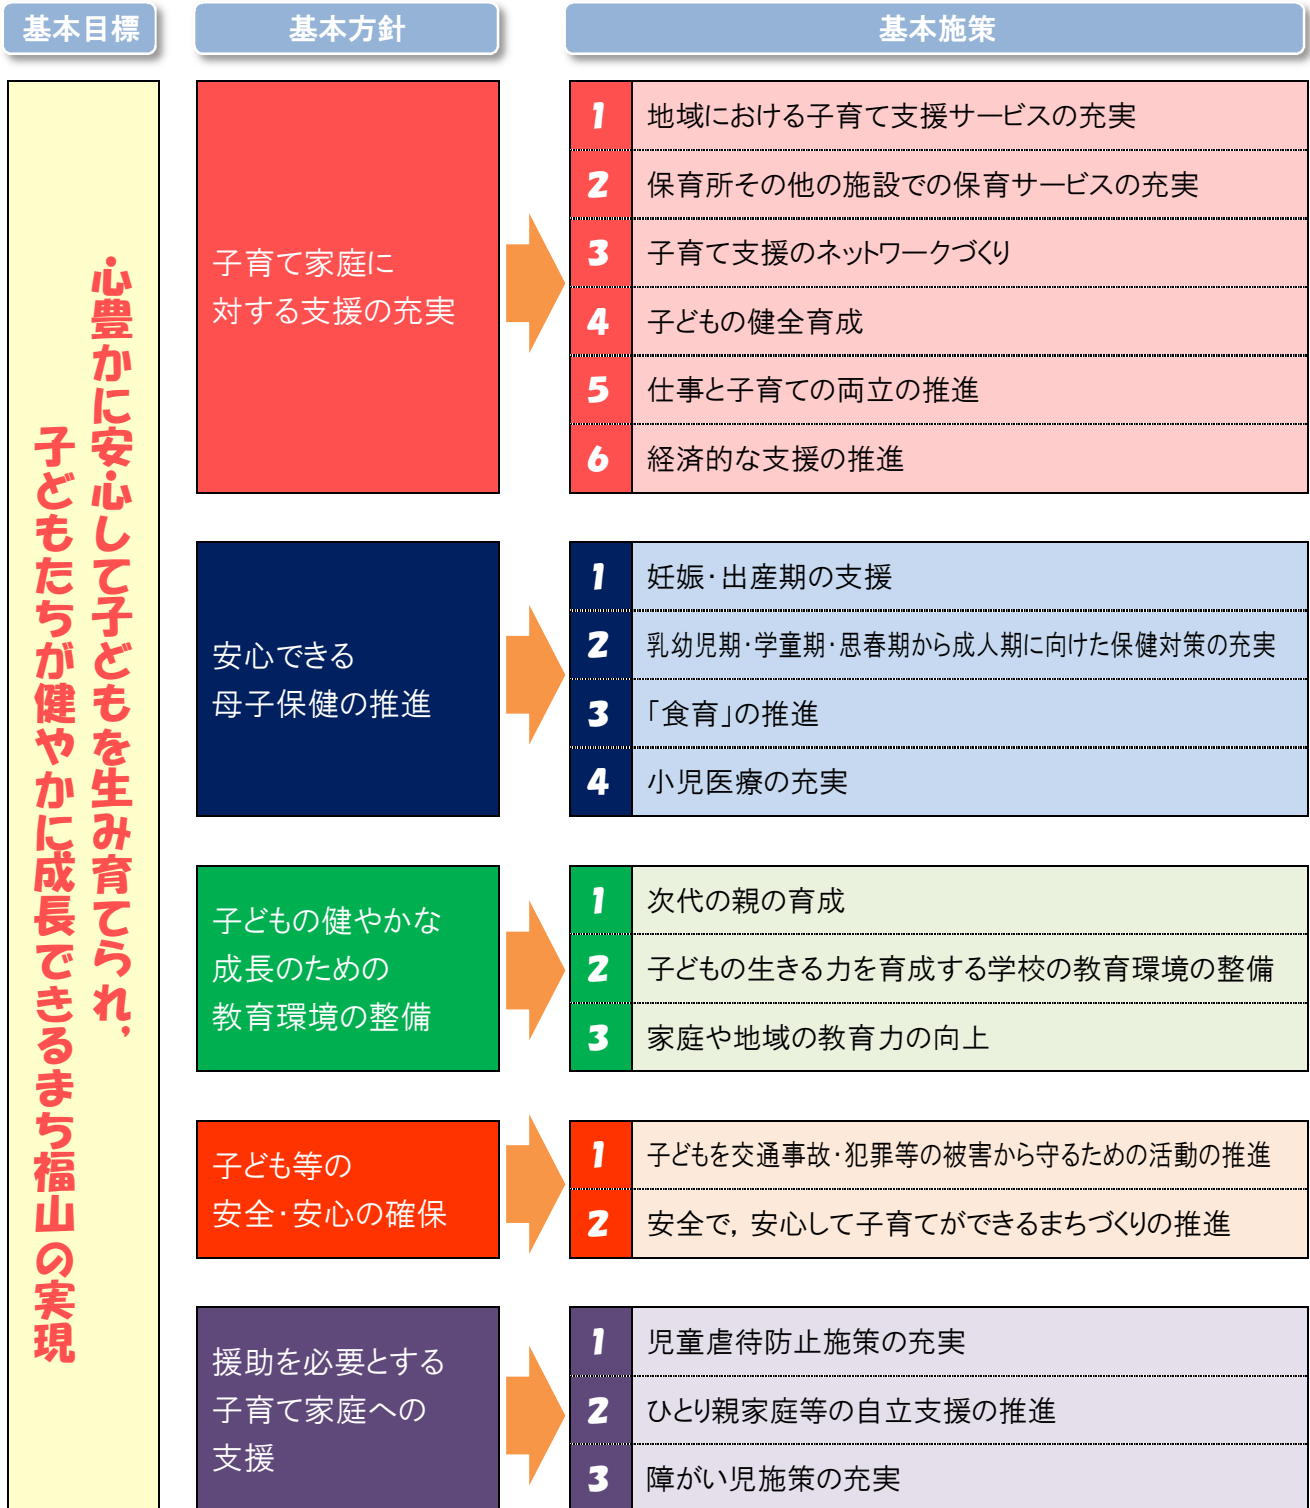 基本目標
基本方針
基本施策
心豊かに安心して子どもを生み育てられ,
子どもたちが健やかに成長できるまち福山の実現
子育て家庭に
対する支援の充実
1 地域における子育て支援サービスの充実
2 保育所その他の施設での保育サービスの充実
3 子育て支援のネットワークづくり
4 子どもの健全育成
5 仕事と子育ての両立の推進
6 経済的な支援の推進
安心できる
母子保健の推進
1 妊娠・出産期の支援
2 乳幼児期・学童期・思春期から成人期に向けた保健対策の充実
3 「食育」の推進
4 小児医療の充実
子どもの健やかな
成長のための
教育環境の整備
1 次代の親の育成
2 子どもの生きる力を育成する学校の教育環境の整備
3 家庭や地域の教育力の向上
子ども等の
安全・安心の確保
1 子どもを交通事故・犯罪等の被害から守るための活動の推進
2 安全で, 安心して子育てができるまちづくりの推進
援助を必要とする
子育て家庭への
支援
1 児童虐待防止施策の充実
2 ひとり親家庭等の自立支援の推進
3 障がい児施策の充実